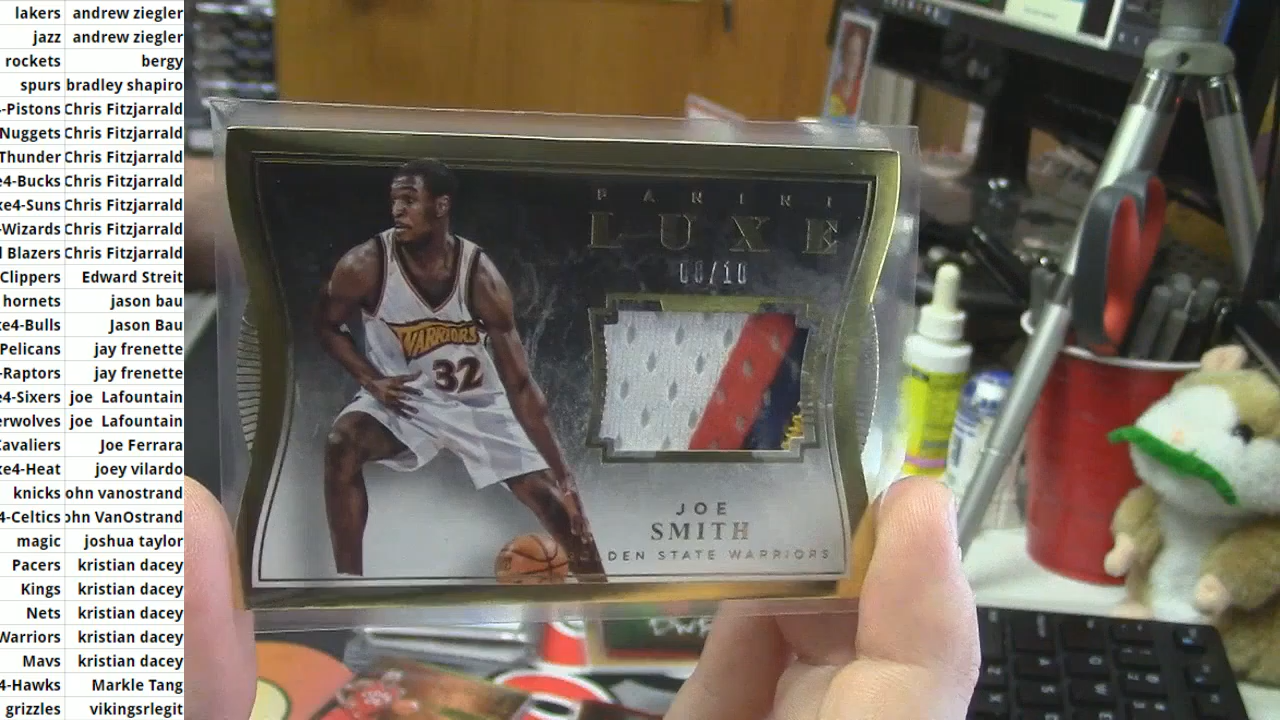 lakers andrew ziegler
jazz andrew ziegler
rockets bergy
spurs bradley shapiro
-Pistons Chris Fitzjarrald
Nuggets Chris Fitzjarrald
Thunder Chris Fitzjarrald
e4-Bucks Chris Fitzjarrald
xe4-Suns Chris Fitzjarrald
-Wizards Chris Fitzjarrald
l Blazers Chris Fitzjarrald
Clippers Edward Streit
hornets jason bau
xe4-Bulls Jason Bau
Pelicans jay frenette
-Raptors jay frenette
e4-Sixers joe Lafountain
erwolves joe Lafountain
Cavaliers Joe Ferrara
xe4-Heat joey vilardo
knicks ohn vanostrand
4-Celtics ohn VanOstrand
magic joshua taylor
Pacers kristian dacey
Kings kristian dacey
Nets kristian dacey
Warriors kristian dacey
Mavs kristian dacey
4-Hawks Markle Tang
grizzles vikingsrlegit
PANINI
LUXE
08/10
WARRIORS
32
JOE
SMITH
DEN STATE WARRIORS